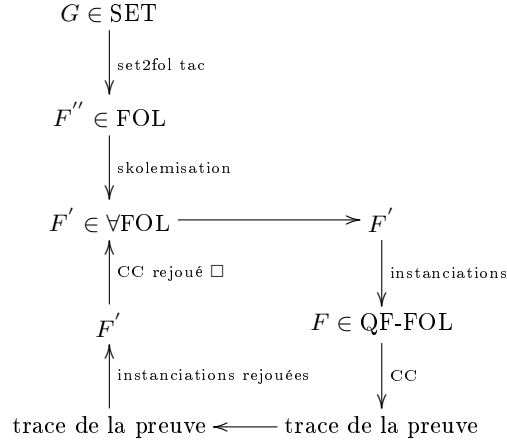 G ∈ SET
set2fol tac
F'' ∈ FOL
skolemisation
F' ∈ ∀FOL
F'
CC rejoué □
instanciations
F'
F ∈ QF-FOL
instanciations rejouées
CC
trace de la preuve
trace de la preuve